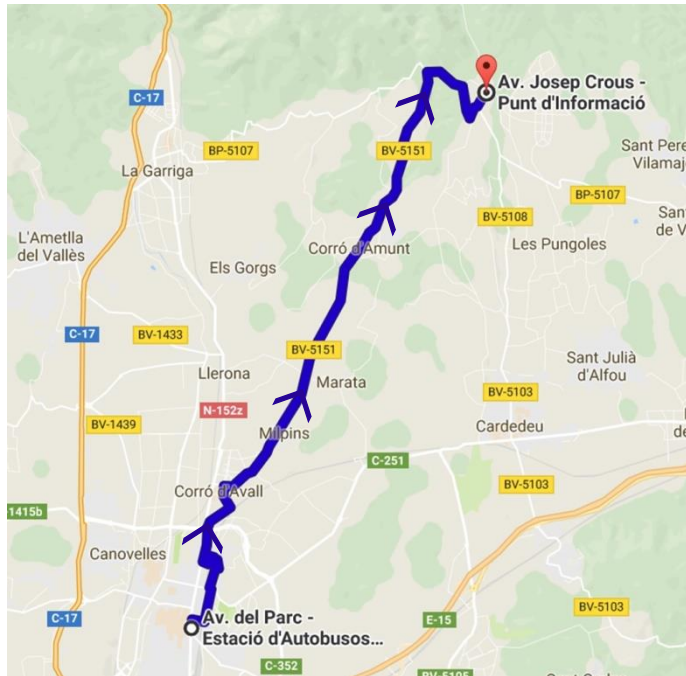 C-17
Av. Josep Crous -
Punt d'Informació
BP-5107
BV-5151
La Garriga
Sant Pere
BP-5107
BV-5108
L'Ametlla
del Vallès
Corró d'Amunt
Les Pungoles
Els Gorgs
C-17
BV-1433
BV-5151
Sant Julià
d'Alfou
Llerona
Marata
BV-5103
N-152z
BV-1439
Milpins
Cardedeu
C-251
Corró d'Avall
BV-5103
1415b
Canovelles
BV-5103
C-17
Av. del Parc -
Estació d'Autobusos...
E-15
C-352